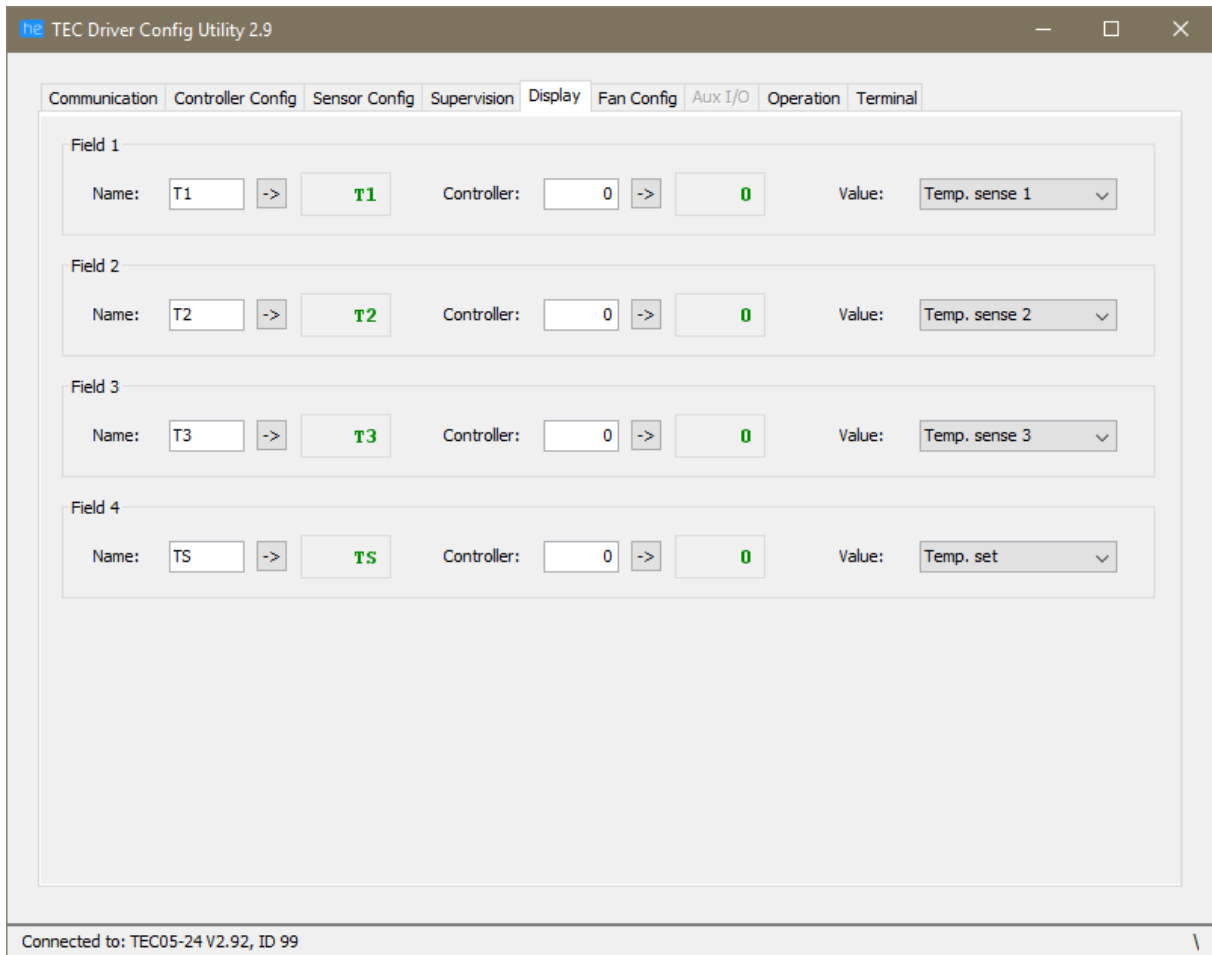 he TEC Driver Config Utility 2.9
Communication Controller Config Sensor Config Supervision Display Fan Config Aux I/O Operation Terminal
Field 1
Name: T1 -> T1 Controller: 0 -> 0 Value: Temp. sense 1
Field 2
Name: T2 -> T2 Controller: 0 -> 0 Value: Temp. sense 2
Field 3
Name: T3 -> T3 Controller: 0 -> 0 Value: Temp. sense 3
Field 4
Name: TS -> TS Controller: 0 -> 0 Value: Temp. set
Connected to: TEC05-24 V2.92, ID 99 \